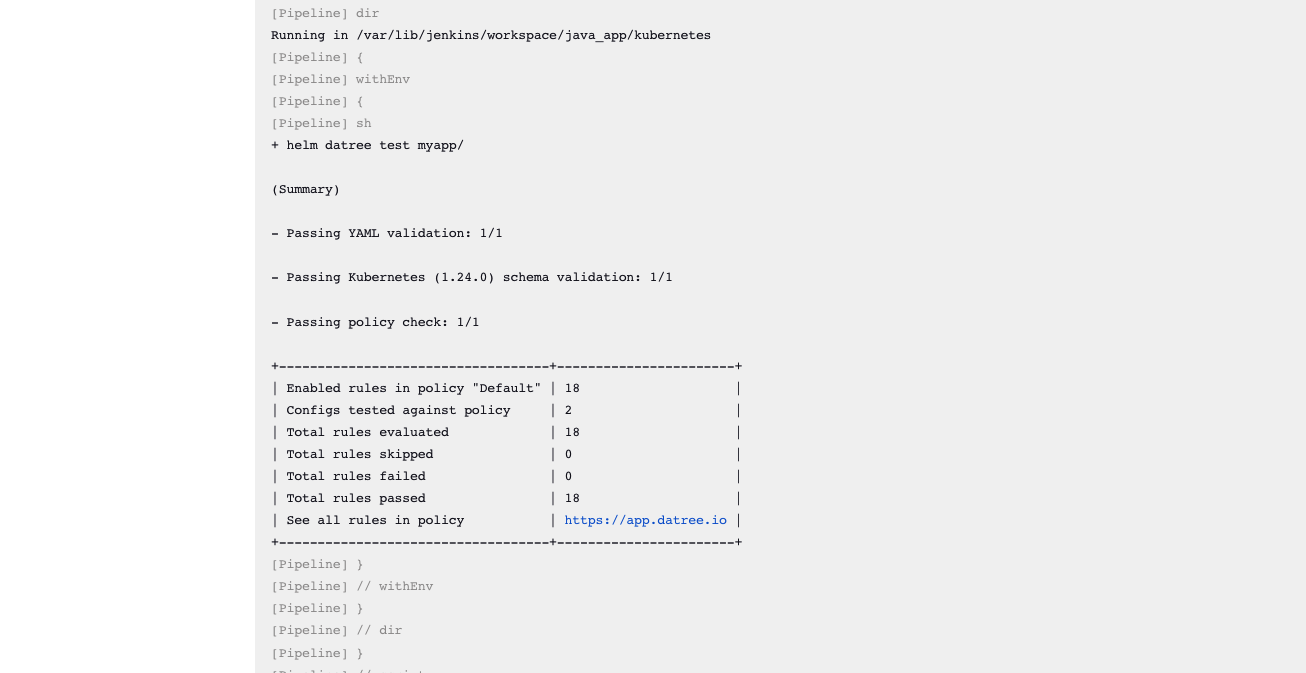 [Pipeline] dir
Running in /var/lib/jenkins/workspace/java_app/kubernetes
[Pipeline] {
[Pipeline] withEnv
[Pipeline] {
[Pipeline] sh
+ helm datree test myapp/
(Summary)
- Passing YAML validation: 1/1
- Passing Kubernetes (1.24.0) schema validation: 1/1
- Passing policy check: 1/1
+-----------------------------------+-----------------------+
| Enabled rules in policy "Default" | 18                    |
| Configs tested against policy     | 2                     |
| Total rules evaluated             | 18                    |
| Total rules skipped               | 0                     |
| Total rules failed                | 0                     |
| Total rules passed                | 18                    |
| See all rules in policy           | https://app.datree.io |
+-----------------------------------+-----------------------+
[Pipeline] }
[Pipeline] // withEnv
[Pipeline] }
[Pipeline] // dir
[Pipeline] }